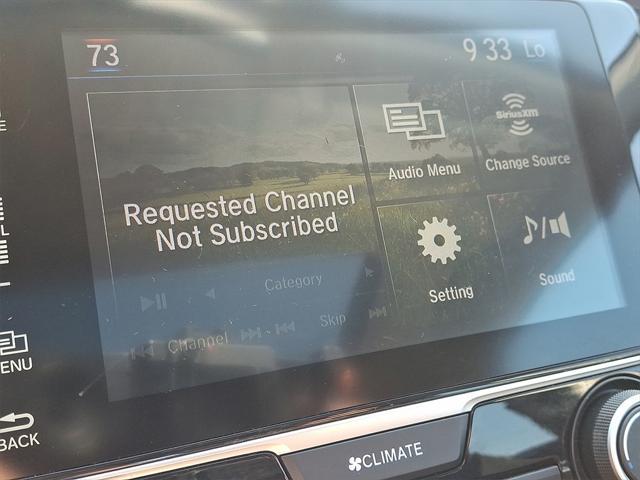 73
9 33 Lo
Requested Channel
Not Subscribed
Audio Menu
SiriusXM
Change Source
Category
Channel
Skip
Setting
Sound
ENU
BACK
CLIMATE